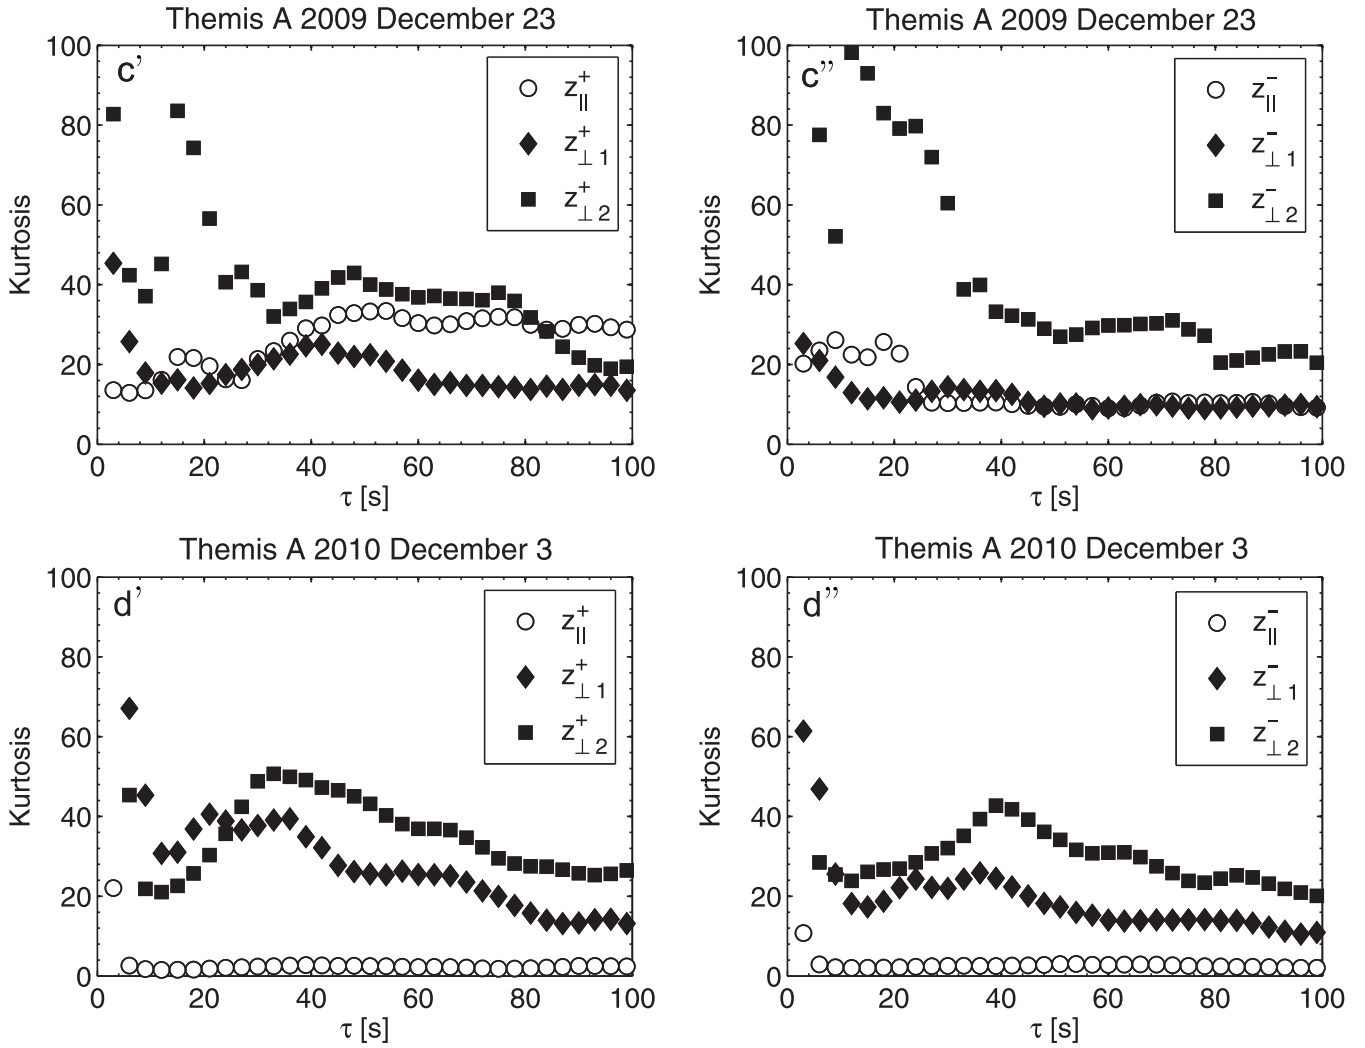 Themis A 2009 December 23
c'
z∥+
z⊥1+
z⊥2+
Kurtosis
100
80
60
40
20
0
0 20 40 60 80 100
τ [s]
Themis A 2009 December 23
c''
z∥−
z⊥1−
z⊥2−
Kurtosis
100
80
60
40
20
0
0 20 40 60 80 100
τ [s]
Themis A 2010 December 3
d'
z∥+
z⊥1+
z⊥2+
Kurtosis
100
80
60
40
20
0
0 20 40 60 80 100
τ [s]
Themis A 2010 December 3
d''
z∥−
z⊥1−
z⊥2−
Kurtosis
100
80
60
40
20
0
0 20 40 60 80 100
τ [s]